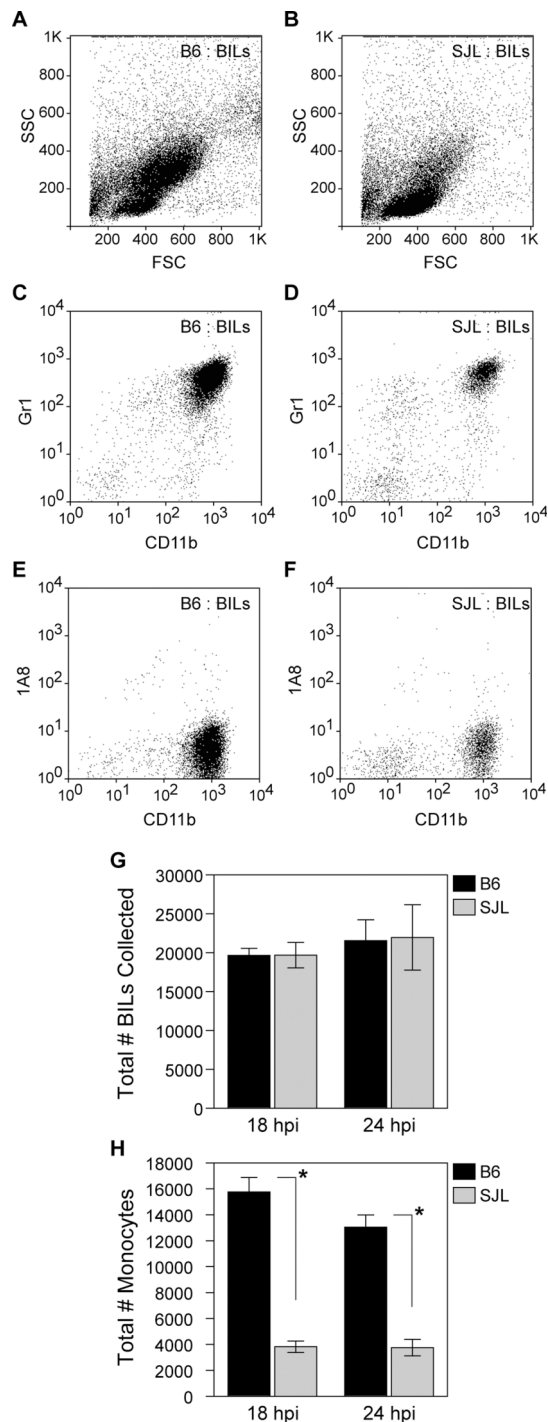 A
B
B6 : BILs
SJL : BILs
1K
800
600
400
200
SSC
200 400 600 800 1K
FSC
1K
800
600
400
200
SSC
200 400 600 800 1K
FSC
C
D
B6 : BILs
SJL : BILs
10^4
10^3
10^2
10^1
10^0
Gr1
10^0 10^1 10^2 10^3 10^4
CD11b
10^4
10^3
10^2
10^1
10^0
Gr1
10^0 10^1 10^2 10^3 10^4
CD11b
E
F
B6 : BILs
SJL : BILs
10^4
10^3
10^2
10^1
10^0
1A8
10^0 10^1 10^2 10^3 10^4
CD11b
10^4
10^3
10^2
10^1
10^0
1A8
10^0 10^1 10^2 10^3 10^4
CD11b
G
30000
25000
20000
15000
10000
5000
0000
Total # BILs Collected
B6
SJL
18 hpi 24 hpi
H
18000
16000
14000
12000
10000
8000
6000
4000
2000
0000
Total # Monocytes
*
*
B6
SJL
18 hpi 24 hpi